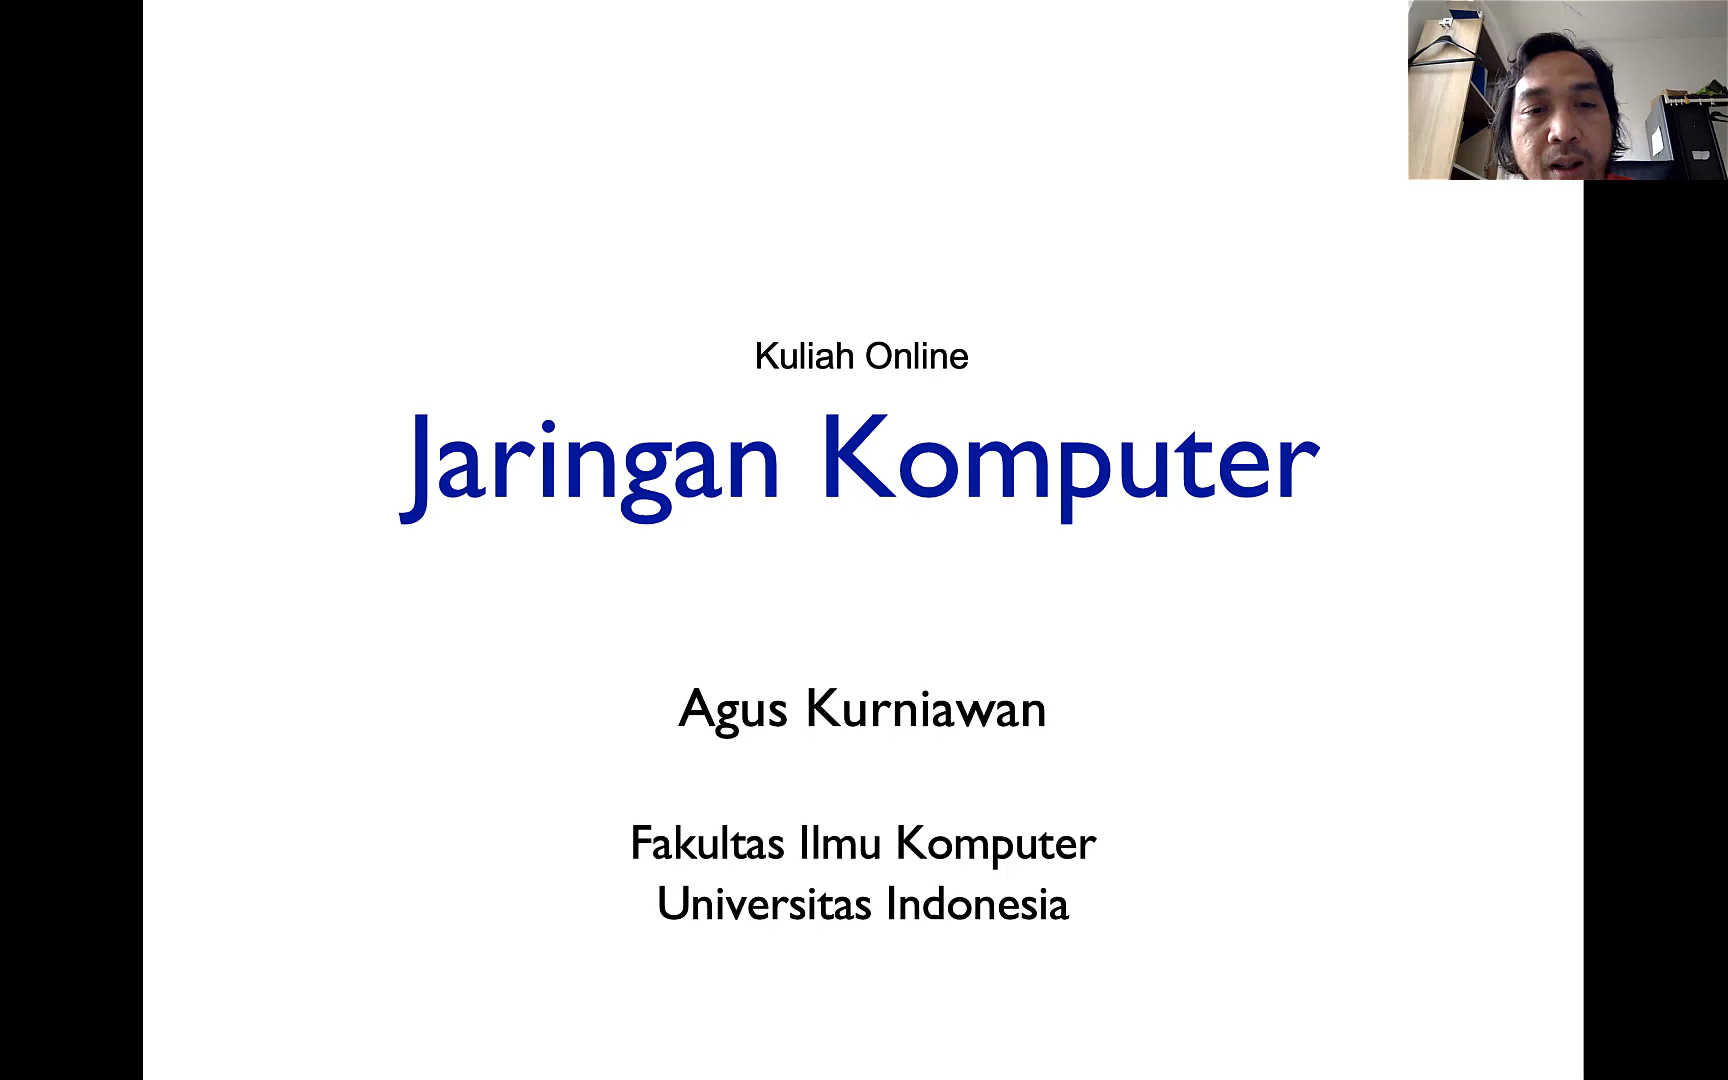 Kuliah Online
Jaringan Komputer
Agus Kurniawan
Fakultas Ilmu Komputer
Universitas Indonesia